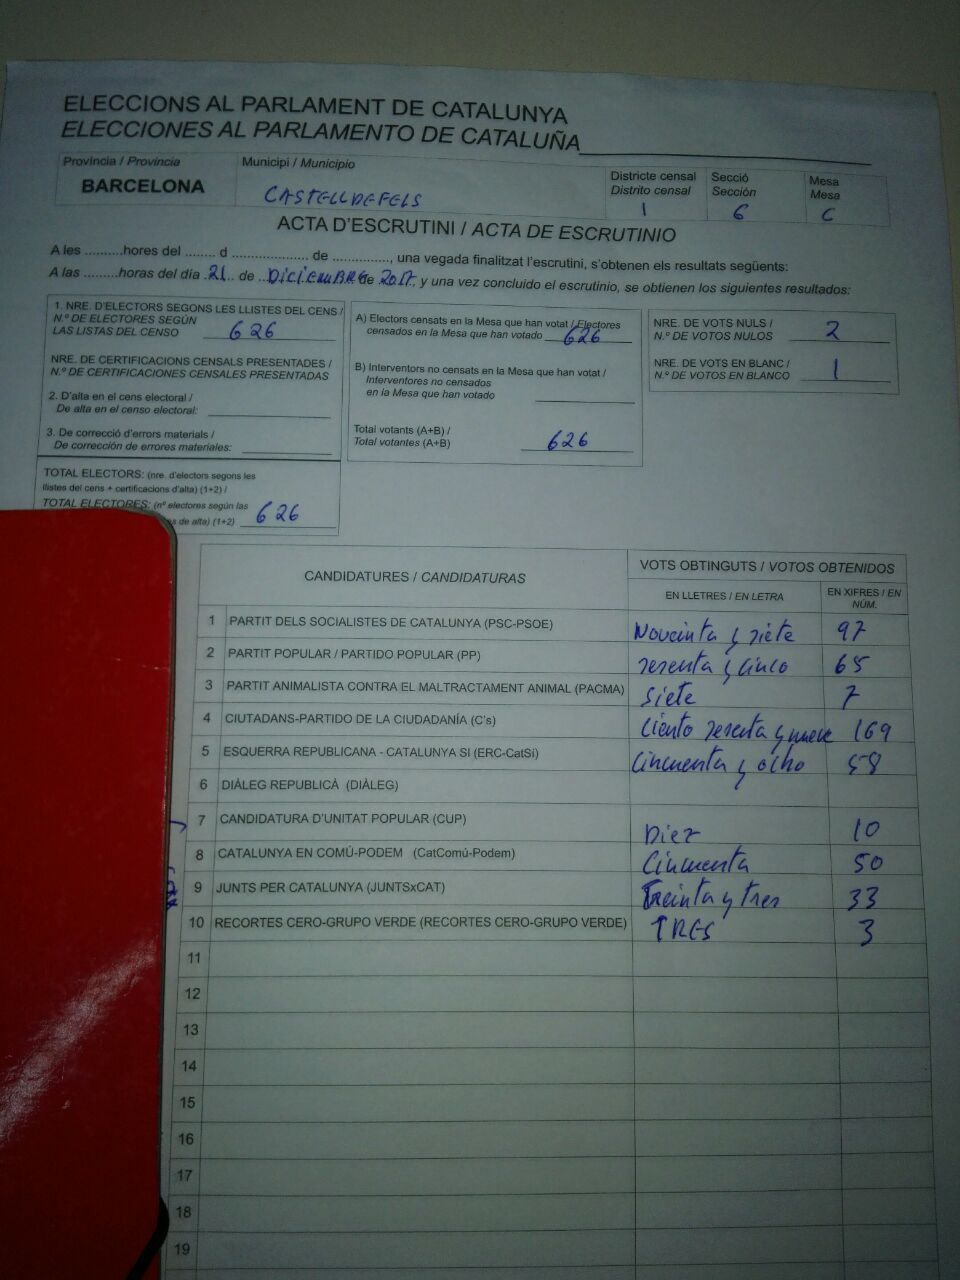 ELECCIONS AL PARLAMENT DE CATALUNYA
ELECCIONES AL PARLAMENTO DE CATALUÑA
Província / Provincia
BARCELONA
Municipi / Municipio
CASTELLDEFELS
Districte censal
Distrito censal
1
Secció
Sección
6
Mesa
Mesa
C
ACTA D'ESCRUTINI / ACTA DE ESCRUTINIO
A les .........hores del ....... d ................... de .............., una vegada finalitzat l'escrutini, s'obtenen els resultats següents:
A las .........horas del día 21 de DICIEMBRE de 2017, y una vez concluido el escrutinio, se obtienen los siguientes resultados:
1. NRE. D'ELECTORS SEGONS LES LLISTES DEL CENS /
N.º DE ELECTORES SEGÚN
LAS LISTAS DEL CENSO 626
NRE. DE CERTIFICACIONS CENSALS PRESENTADES /
N.º DE CERTIFICACIONES CENSALES PRESENTADAS
2. D'alta en el cens electoral /
De alta en el censo electoral:
3. De correcció d'errors materials /
De corrección de errores materiales:
TOTAL ELECTORS: (nre. d'electors segons les
llistes del cens + certificacions d'alta) (1+2) /
TOTAL ELECTORES: (nº electores según las
es de alta) (1+2) 626
A) Electors censats en la Mesa que han votat / Electores
censados en la Mesa que han votado 626
B) Interventors no censats en la Mesa que han votat /
Interventores no censados
en la Mesa que han votado
Total votants (A+B) /
Total votantes (A+B) 626
NRE. DE VOTS NULS /
N.º DE VOTOS NULOS 2
NRE. DE VOTS EN BLANC /
N.º DE VOTOS EN BLANCO 1
CANDIDATURES / CANDIDATURAS
VOTS OBTINGUTS / VOTOS OBTENIDOS
EN LLETRES / EN LETRA
EN XIFRES / EN
NÚM.
1 PARTIT DELS SOCIALISTES DE CATALUNYA (PSC-PSOE) Noveinta y siete 97
2 PARTIT POPULAR / PARTIDO POPULAR (PP) sesenta y cinco 65
3 PARTIT ANIMALISTA CONTRA EL MALTRACTAMENT ANIMAL (PACMA) siete 7
4 CIUTADANS-PARTIDO DE LA CIUDADANÍA (C's) Ciento sesenta y nueve 169
5 ESQUERRA REPUBLICANA - CATALUNYA SI (ERC-CatSí) Cincuenta y ocho 58
6 DIÀLEG REPUBLICÀ (DIÀLEG)
7 CANDIDATURA D'UNITAT POPULAR (CUP) Diez 10
8 CATALUNYA EN COMÚ-PODEM (CatComú-Podem) Cincuenta 50
9 JUNTS PER CATALUNYA (JUNTSxCAT) Treinta y tres 33
10 RECORTES CERO-GRUPO VERDE (RECORTES CERO-GRUPO VERDE) TRES 3
11
12
13
14
15
16
17
18
19